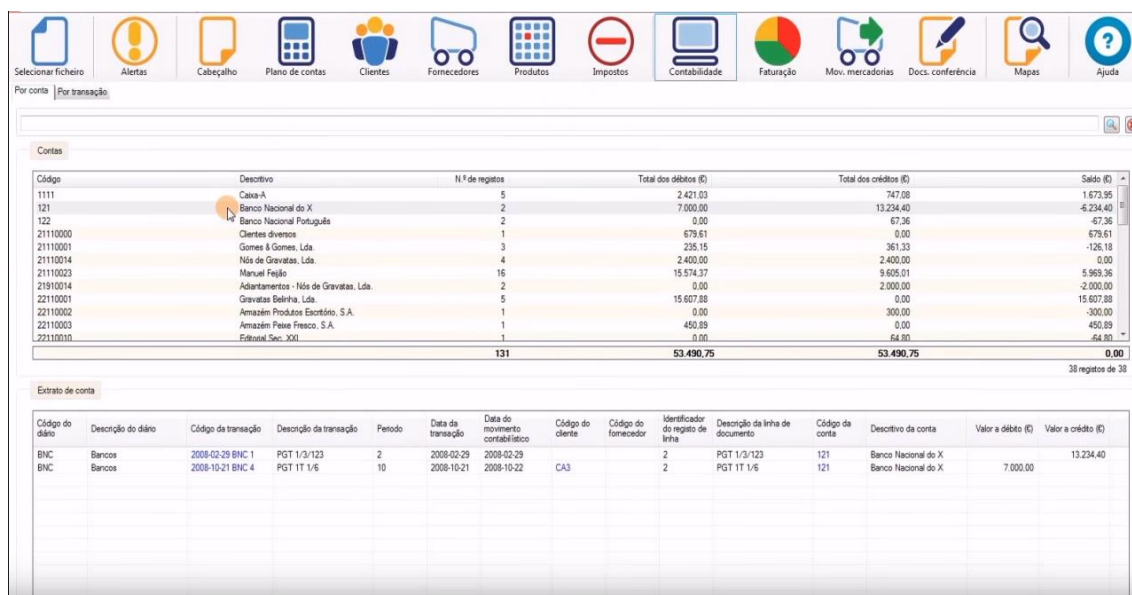 Selecionar ficheiro Alertas Cabeçalho Plano de contas Clientes Fornecedores Produtos Impostos Contabilidade Faturação Mov. mercadorias Docs. conferência Mapas Ajuda
Por conta Por transação
Contas
Código Descritivo N.º de registos Total dos débitos (€) Total dos créditos (€) Saldo (€)
1111 Caixa-A 5 2.421,03 747,08 1.673,95
121 Banco Nacional do X 2 7.000,00 13.234,40 -6.234,40
122 Banco Nacional Português 2 0,00 67,36 -67,36
21110000 Clientes diversos 1 679,61 0,00 679,61
21110001 Gomes & Gomes, Lda. 3 235,15 361,33 -126,18
21110014 Nós de Gravatas, Lda. 4 2.400,00 2.400,00 0,00
21110023 Manuel Feijão 16 15.574,37 9.605,01 5.969,36
21910014 Adiantamentos - Nós de Gravatas, Lda. 2 0,00 2.000,00 -2.000,00
22110001 Gravatas Belinha, Lda. 5 15.607,88 0,00 15.607,88
22110002 Armazém Produtos Escritório, S.A. 1 0,00 300,00 -300,00
22110003 Armazém Peixe Fresco, S.A. 1 450,89 0,00 450,89
22110010 Editorial Sec. XXI 1 0,00 64,80 -64,80
131 53.490,75 53.490,75 0,00
38 registos de 38
Extrato de conta
Código do diário Descrição do diário Código da transação Descrição da transação Periodo Data da transação Data do movimento contabilístico Código do cliente Código do fornecedor Identificador do registo de linha Descrição da linha de documento Código da conta Descritivo da conta Valor a débito (€) Valor a crédito (€)
BNC Bancos 2008-02-29 BNC 1 PGT 1/3/123 2 2008-02-29 2008-02-29 2 PGT 1/3/123 121 Banco Nacional do X 13.234,40
BNC Bancos 2008-10-21 BNC 4 PGT 1T 1/6 10 2008-10-21 2008-10-22 CA3 2 PGT 1T 1/6 121 Banco Nacional do X 7.000,00